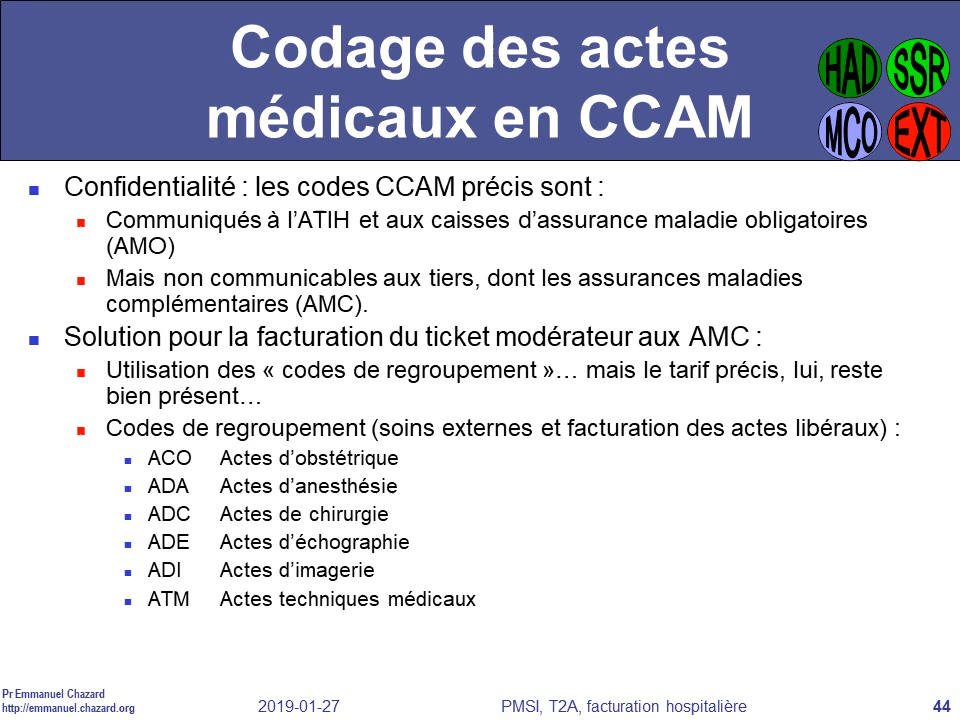 Codage des actes
médicaux en CCAM
HAD SSR
MCO EXT
Confidentialité : les codes CCAM précis sont :
Communiqués à l’ATIH et aux caisses d’assurance maladie obligatoires
(AMO)
Mais non communicables aux tiers, dont les assurances maladies
complémentaires (AMC).
Solution pour la facturation du ticket modérateur aux AMC :
Utilisation des « codes de regroupement »… mais le tarif précis, lui, reste
bien présent…
Codes de regroupement (soins externes et facturation des actes libéraux) :
ACO Actes d’obstétrique
ADA Actes d’anesthésie
ADC Actes de chirurgie
ADE Actes d’échographie
ADI Actes d’imagerie
ATM Actes techniques médicaux
Pr Emmanuel Chazard
http://emmanuel.chazard.org
2019-01-27 PMSI, T2A, facturation hospitalière 44